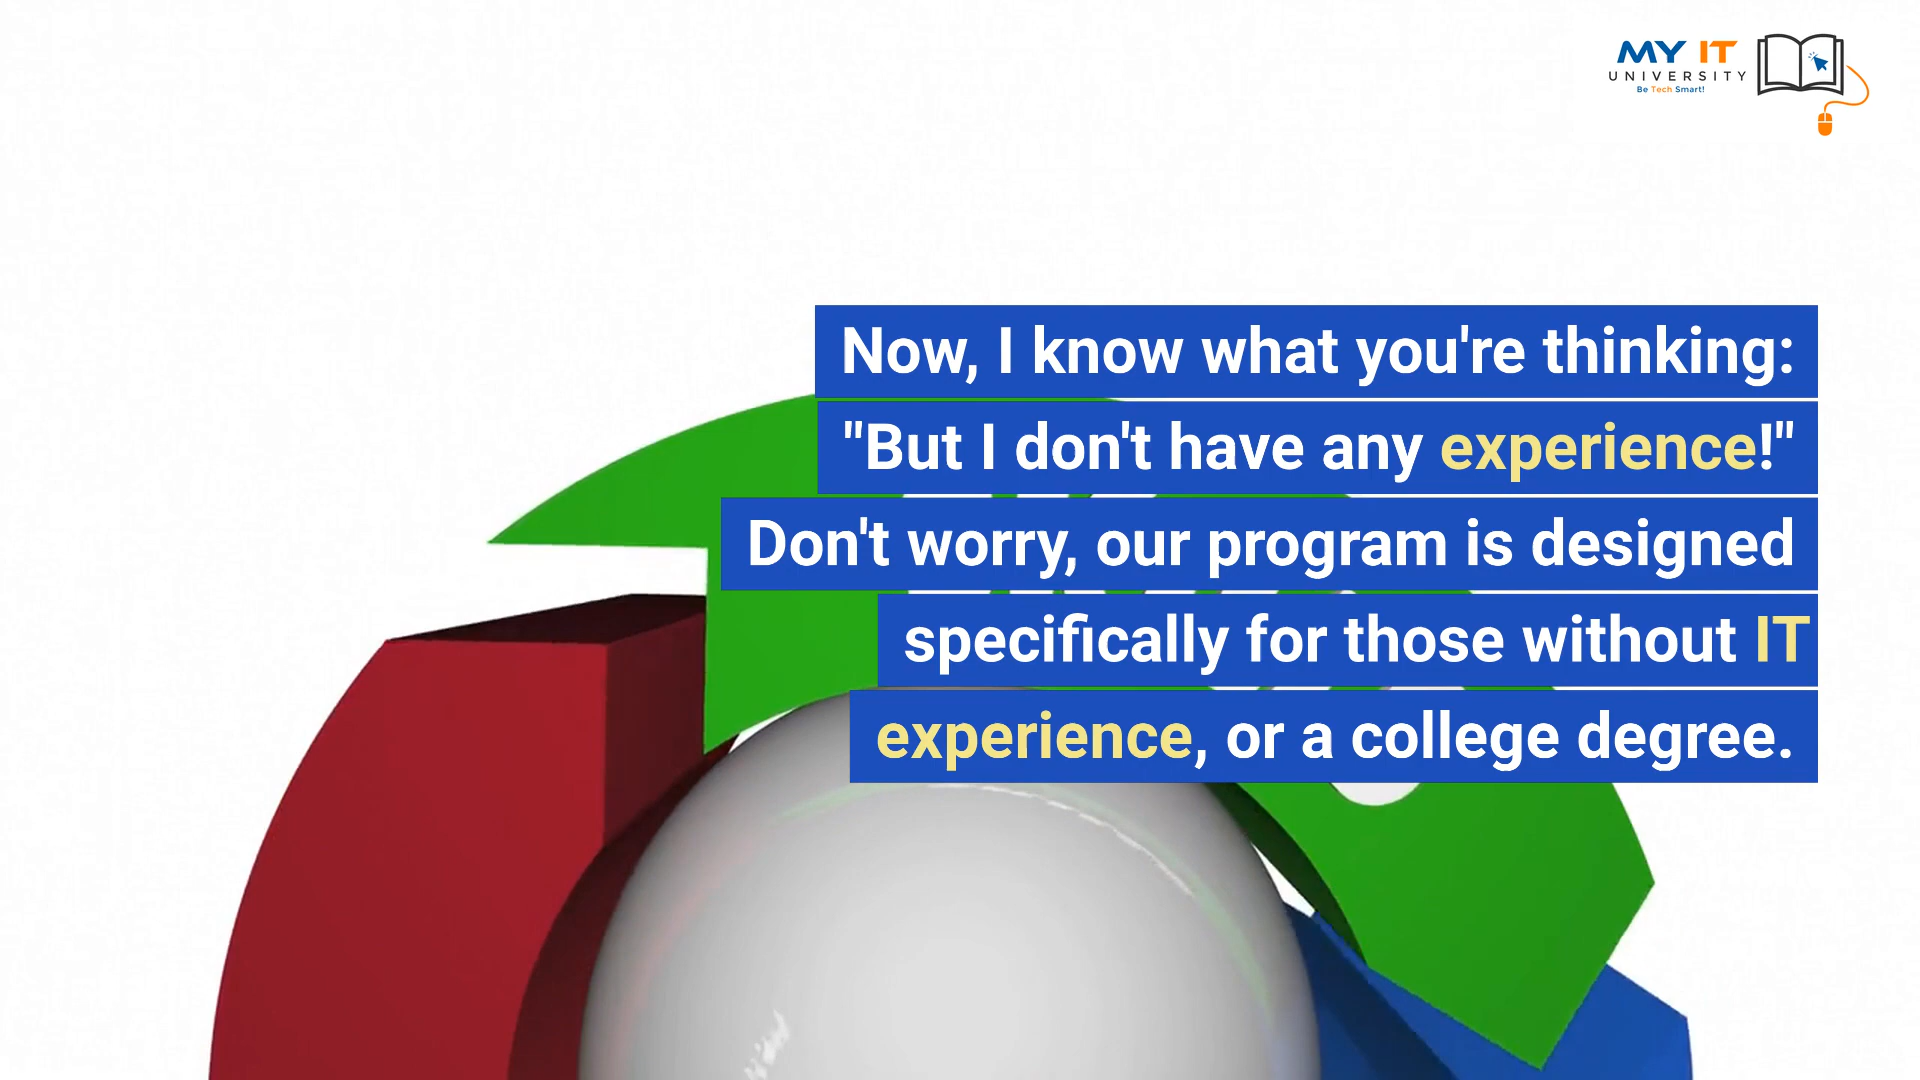 MY IT
UNIVERSITY
Be Tech Smart!
Now, I know what you're thinking:
"But I don't have any experience!"
Don't worry, our program is designed
specifically for those without IT
experience, or a college degree.